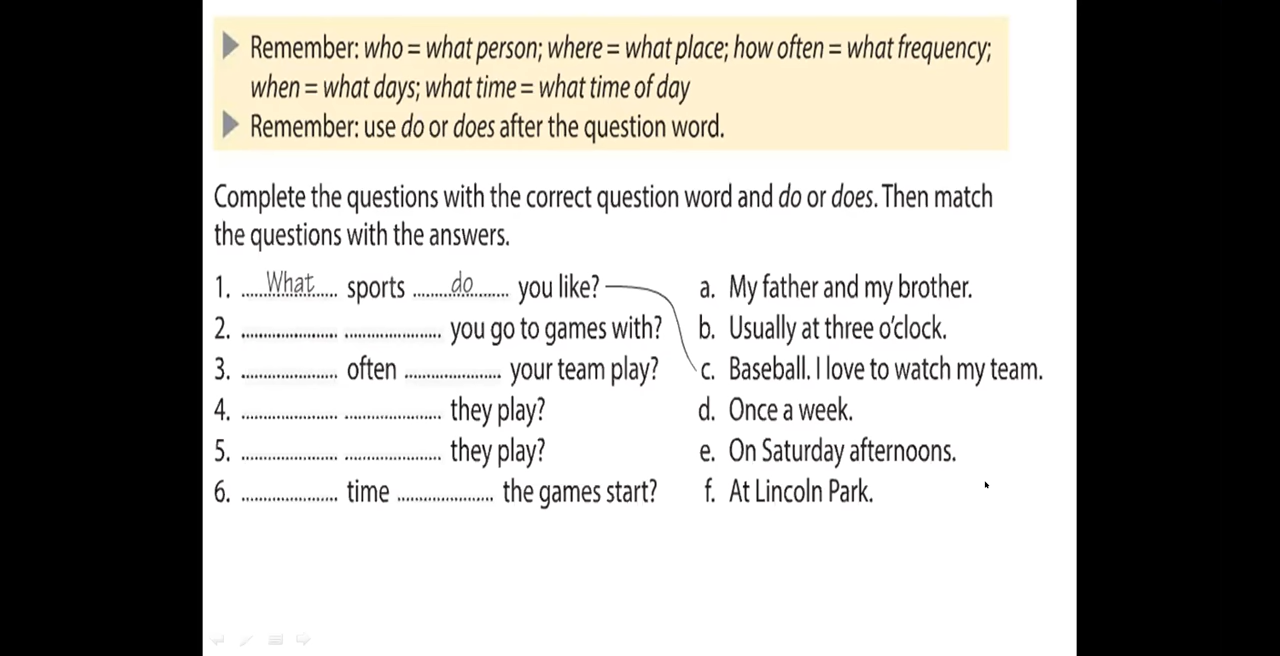 Remember: who = what person; where = what place; how often = what frequency;
when = what days; what time = what time of day
Remember: use do or does after the question word.
Complete the questions with the correct question word and do or does. Then match
the questions with the answers.
1. What sports do you like? a. My father and my brother.
2. .................... .................... you go to games with? b. Usually at three o'clock.
3. .................... often .................... your team play? c. Baseball. I love to watch my team.
4. .................... .................... they play? d. Once a week.
5. .................... .................... they play? e. On Saturday afternoons.
6. .................... time .................... the games start? f. At Lincoln Park.